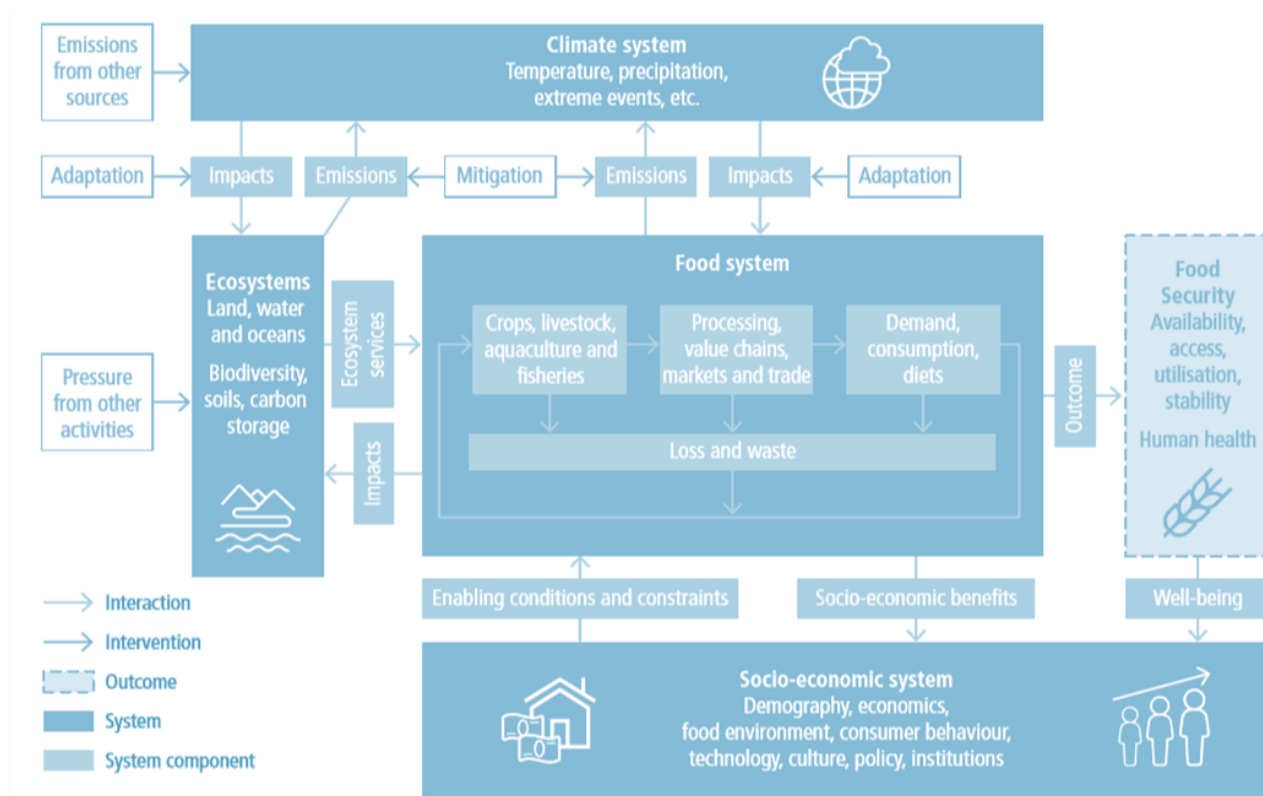 Emissions
from other
sources
Climate system
Temperature, precipitation,
extreme events, etc.
Adaptation
Impacts
Emissions
Mitigation
Emissions
Impacts
Adaptation
Ecosystems
Land, water
and oceans
Biodiversity,
soils, carbon
storage
Pressure
from other
activities
Ecosystem
services
Impacts
Food system
Crops, livestock,
aquaculture and
fisheries
Processing,
value chains,
markets and trade
Demand,
consumption,
diets
Loss and waste
Outcome
Food
Security
Availability,
access,
utilisation,
stability
Human health
Enabling conditions and constraints
Socio-economic benefits
Well-being
Socio-economic system
Demography, economics,
food environment, consumer behaviour,
technology, culture, policy, institutions
Interaction
Intervention
Outcome
System
System component